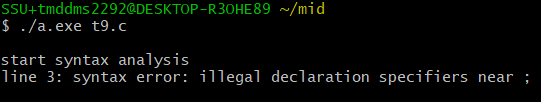 SSU+tmddms2292@DESKTOP-R3OHE89 ~/mid
$ ./a.exe t9.c
start syntax analysis
line 3: syntax error: illegal declaration specifiers near ;